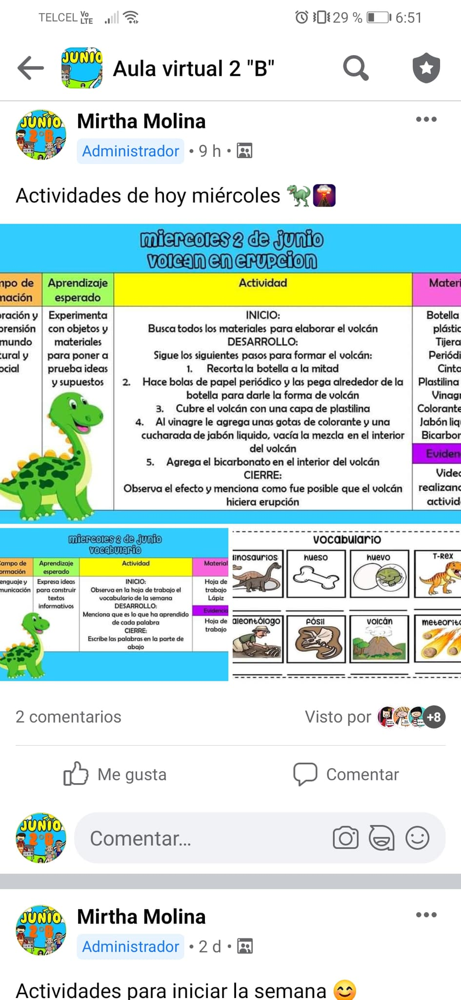 TELCEL Vo LTE 29 % 6:51
JUNIO
Aula virtual 2 "B"
JUNIO
2°B
Mirtha Molina
Administrador • 9 h •
Actividades de hoy miércoles
miercoles 2 de junio
volcan en erupcion
mpo de
mación
Aprendizaje
esperado
Actividad
Materi
oración y
prensión
mundo
tural y
ocial
Experimenta
con objetos y
materiales
para poner a
prueba ideas
y supuestos
INICIO:
Busca todos los materiales para elaborar el volcán
DESARROLLO:
Sigue los siguientes pasos para formar el volcán:
1. Recorta la botella a la mitad
2. Hace bolas de papel periódico y las pega alrededor de la
botella para darle la forma de volcán
3. Cubre el volcán con una capa de plastilina
4. Al vinagre le agrega unas gotas de colorante y una
cucharada de jabón liquido, vacía la mezcla en el interior
del volcán
5. Agrega el bicarbonato en el interior del volcán
CIERRE:
Observa el efecto y menciona como fue posible que el volcán
hiciera erupción
Botella
plástic
Tijera
Periódi
Cinta
Plastilina
Vinagr
Colorante
Jabón liq
Bicarbon
Eviden
Video
realizano
activid
miercoles 2 de junio
vocabulario
Campo de
ormación
Aprendizaje
esperado
Actividad
Material
enguaje y
municación
Expresa ideas
para construir
textos
informativos
INICIO:
Observa en la hoja de trabajo el
vocabulario de la semana
DESARROLLO:
Menciona que es lo que ha aprendido
de cada palabra
CIERRE:
Escribe las palabras en la parte de
abajo
Hoja de
trabajo
Lápiz
Evidencia
Hoja de
trabajo
vocabulario
dinosaurios
hueso
huevo
T-Rex
aleontólogo
fósil
volcán
meteorito
2 comentarios
Visto por +8
Me gusta
Comentar
JUNIO
2°B
Comentar...
JUNIO
2°B
Mirtha Molina
Administrador • 2 d •
Actividades para iniciar la semana